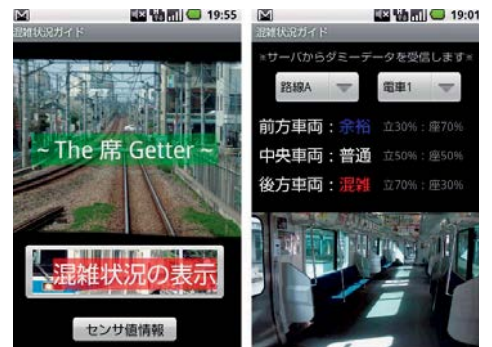 19:55
混雑状況ガイド
~ The 席 Getter ~
混雑状況の表示
センサ値情報
19:01
混雑状況ガイド
※サーバからダミーデータを受信します※
路線A
電車1
前方車両：余裕 立30%：座70%
中央車両：普通 立50%：座50%
後方車両：混雑 立70%：座30%